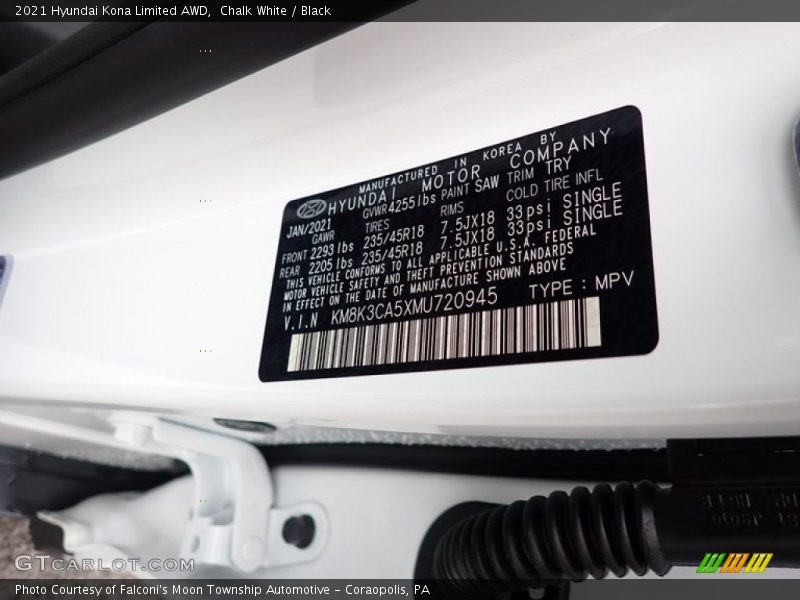 2021 Hyundai Kona Limited AWD,  Chalk White / Black
MANUFACTURED IN KOREA BY
HYUNDAI MOTOR COMPANY
JAN/2021 GVWR 4255 lbs PAINT SAW TRIM TRY
GAWR TIRES RIMS COLD TIRE INFL
FRONT 2293 lbs 235/45R18 7.5JX18 33psi SINGLE
REAR 2205 lbs 235/45R18 7.5JX18 33psi SINGLE
THIS VEHICLE CONFORMS TO ALL APPLICABLE U.S.A. FEDERAL
MOTOR VEHICLE SAFETY AND THEFT PREVENTION STANDARDS
IN EFFECT ON THE DATE OF MANUFACTURE SHOWN ABOVE
V.I.N KM8K3CA5XMU720945 TYPE : MPV
GTCARLOT.COM
Photo Courtesy of Falconi's Moon Township Automotive - Coraopolis, PA